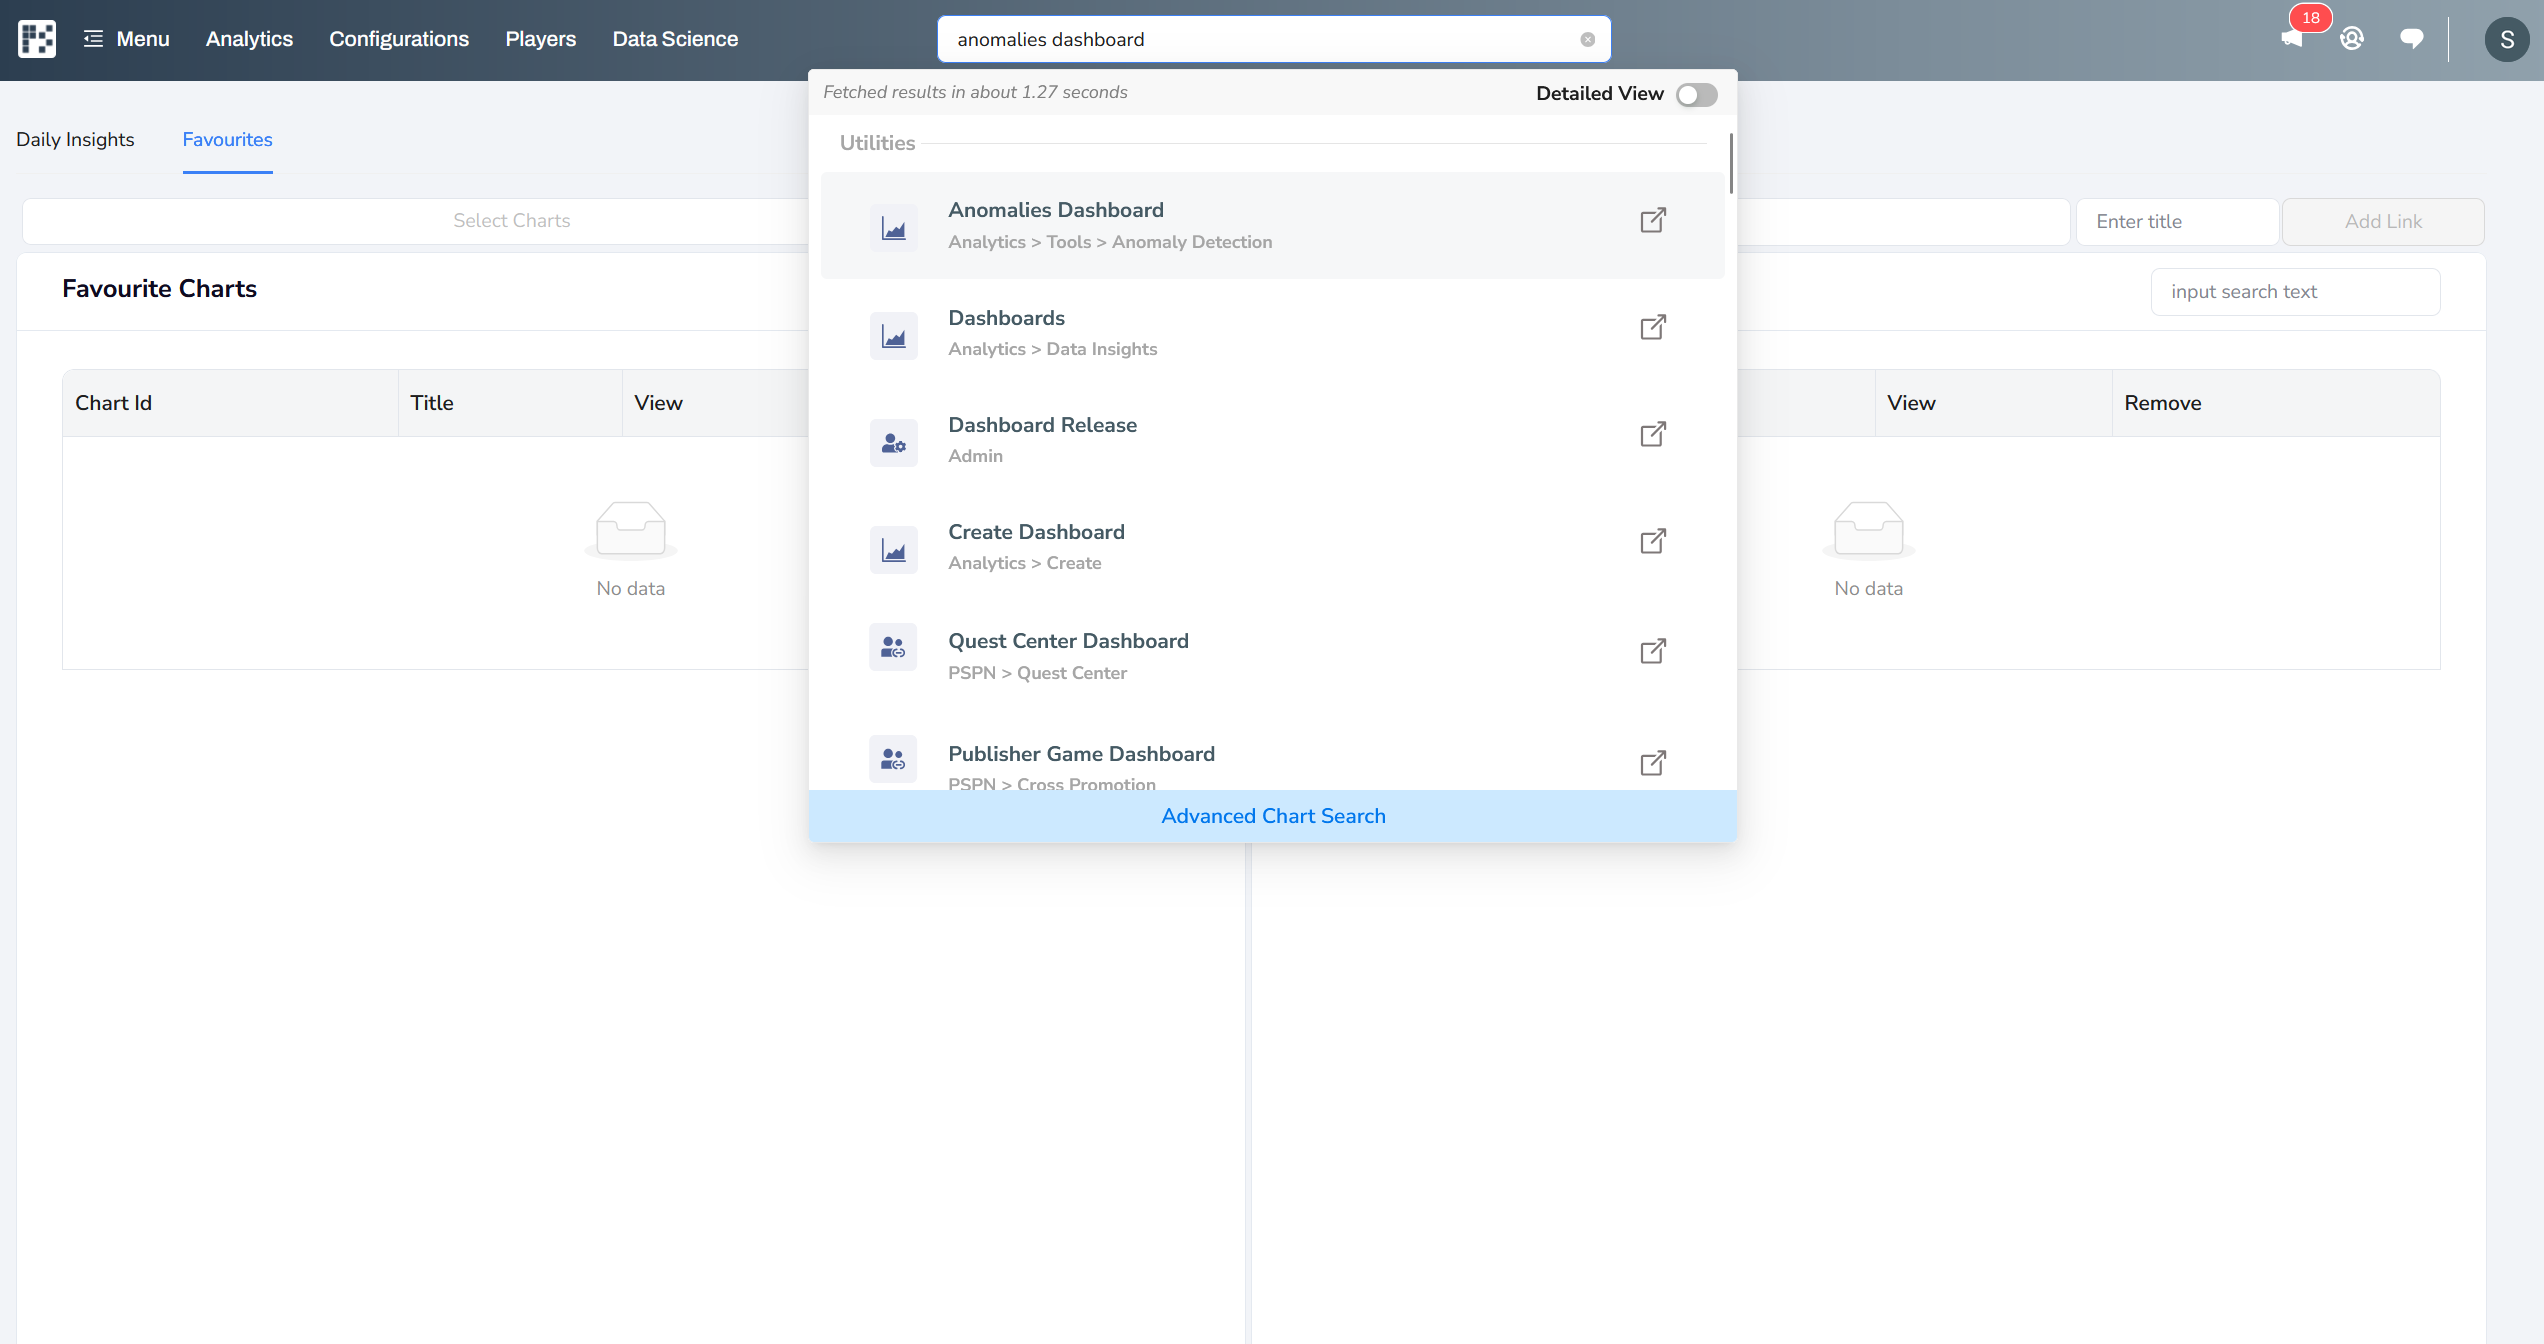 Menu
Analytics
Configurations
Players
Data Science
anomalies dashboard
18
S
Fetched results in about 1.27 seconds
Detailed View
Daily Insights
Favourites
Utilities
Select Charts
Enter title
Add Link
Anomalies Dashboard
Analytics > Tools > Anomaly Detection
Favourite Charts
input search text
Dashboards
Analytics > Data Insights
Chart Id
Title
View
View
Remove
Dashboard Release
Admin
Create Dashboard
Analytics > Create
No data
No data
Quest Center Dashboard
PSPN > Quest Center
Publisher Game Dashboard
PSPN > Cross Promotion
Advanced Chart Search